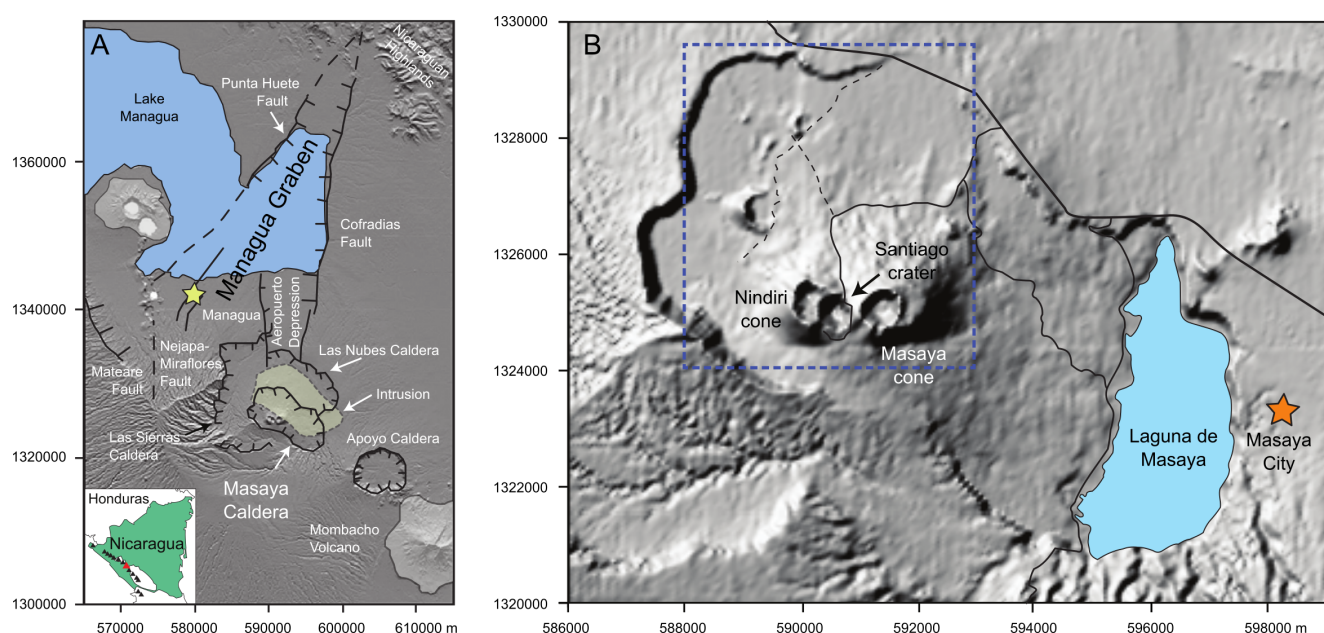 A
Nicaraguan
Highlands
Punta Huete
Fault
Lake
Managua
1360000
Managua Graben
Cofradias
Fault
1340000
Managua
Aeropuerto
Depression
Nejapa-
Miraflores
Fault
Mateare
Fault
Las Nubes Caldera
Intrusion
Las Sierras
Caldera
Apoyo Caldera
1320000
Masaya
Caldera
Honduras
Nicaragua
Mombacho
Volcano
1300000
570000 580000 590000 600000 610000 m
B
1330000
1328000
1326000
1324000
1322000
1320000
Santiago
crater
Nindiri
cone
Masaya
cone
Laguna de
Masaya
Masaya
City
586000 588000 590000 592000 594000 596000 598000 m